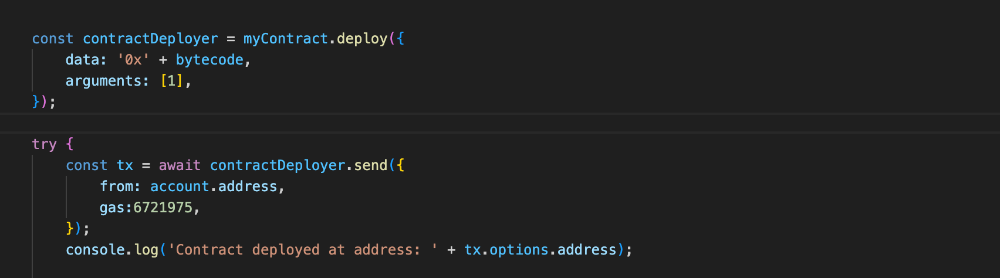 const contractDeployer = myContract.deploy({
    data: '0x' + bytecode,
    arguments: [1],
});
try {
    const tx = await contractDeployer.send({
        from: account.address,
        gas:6721975,
    });
    console.log('Contract deployed at address: ' + tx.options.address);